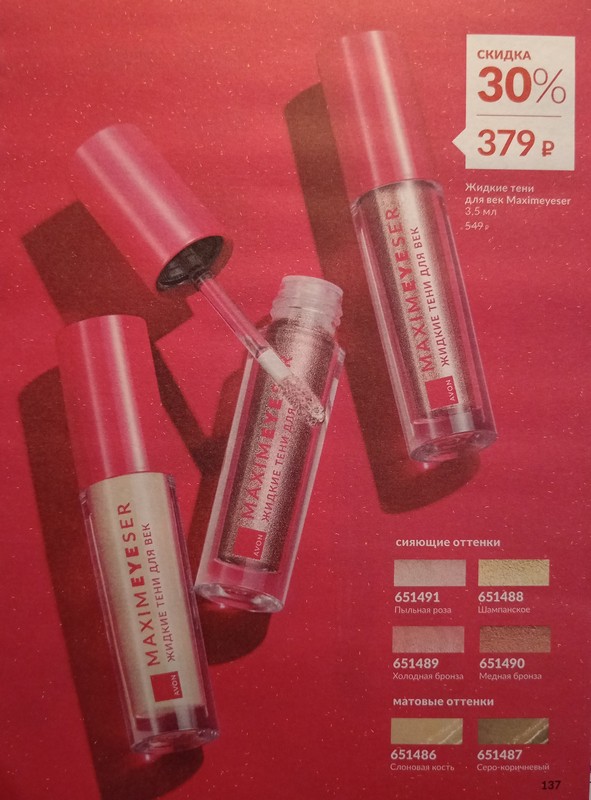 СКИДКА
30%
379 ₽
Жидкие тени
для век Maximeyeser
3,5 мл
549 ₽
MAXIMEYESER
ЖИДКИЕ ТЕНИ ДЛЯ ВЕК
AVON
MAXIMEYESER
ЖИДКИЕ ТЕНИ ДЛЯ
AVON
MAXIMEYESER
ЖИДКИЕ ТЕНИ ДЛЯ ВЕК
AVON
сияющие оттенки
651491 651488
Пыльная роза Шампанское
651489 651490
Холодная бронза Медная бронза
матовые оттенки
651486 651487
Слоновая кость Серо-коричневый
137